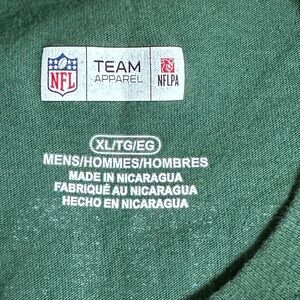 NFL
TEAM
APPAREL
NFLPA
XL/TG/EG
MENS/HOMMES/HOMBRES
MADE IN NICARAGUA
FABRIQUÉ AU NICARAGUA
HECHO EN NICARAGUA